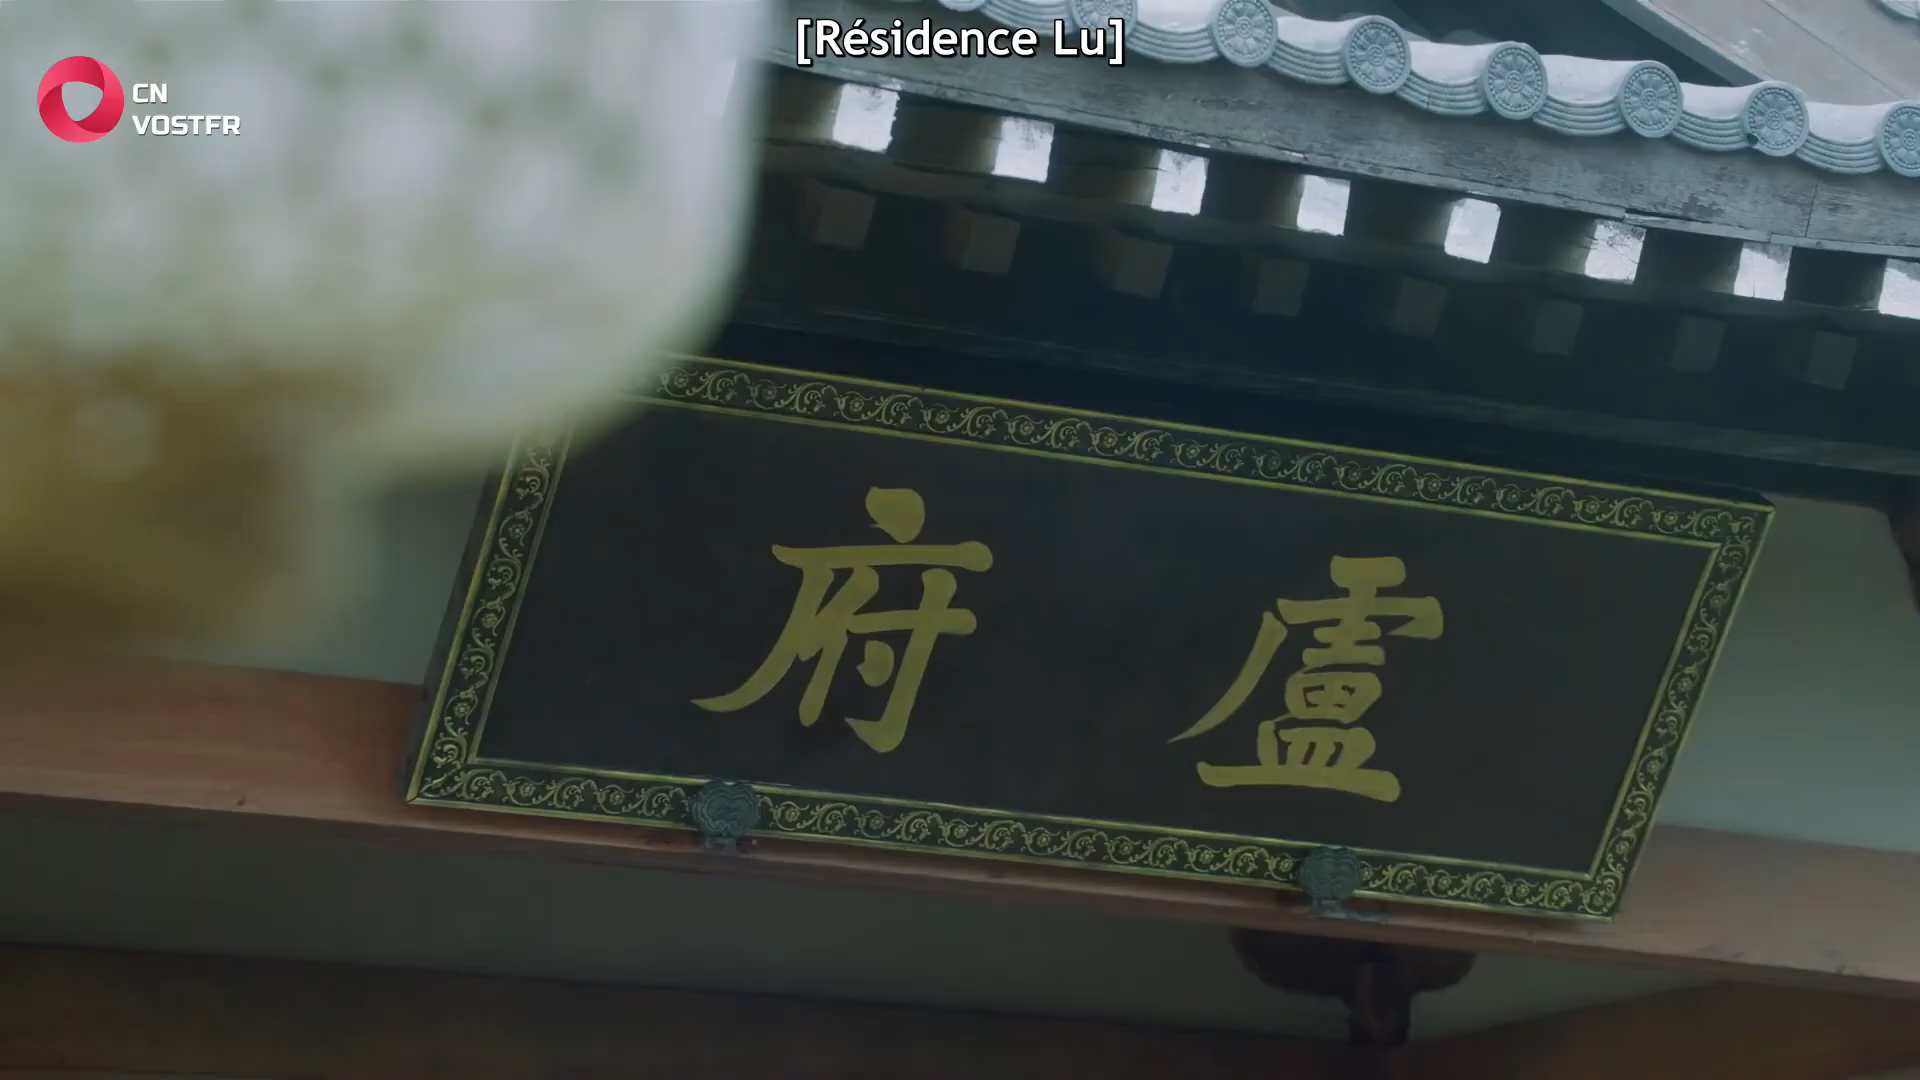 [Résidence Lu]
CN
VOSTFR
盧府